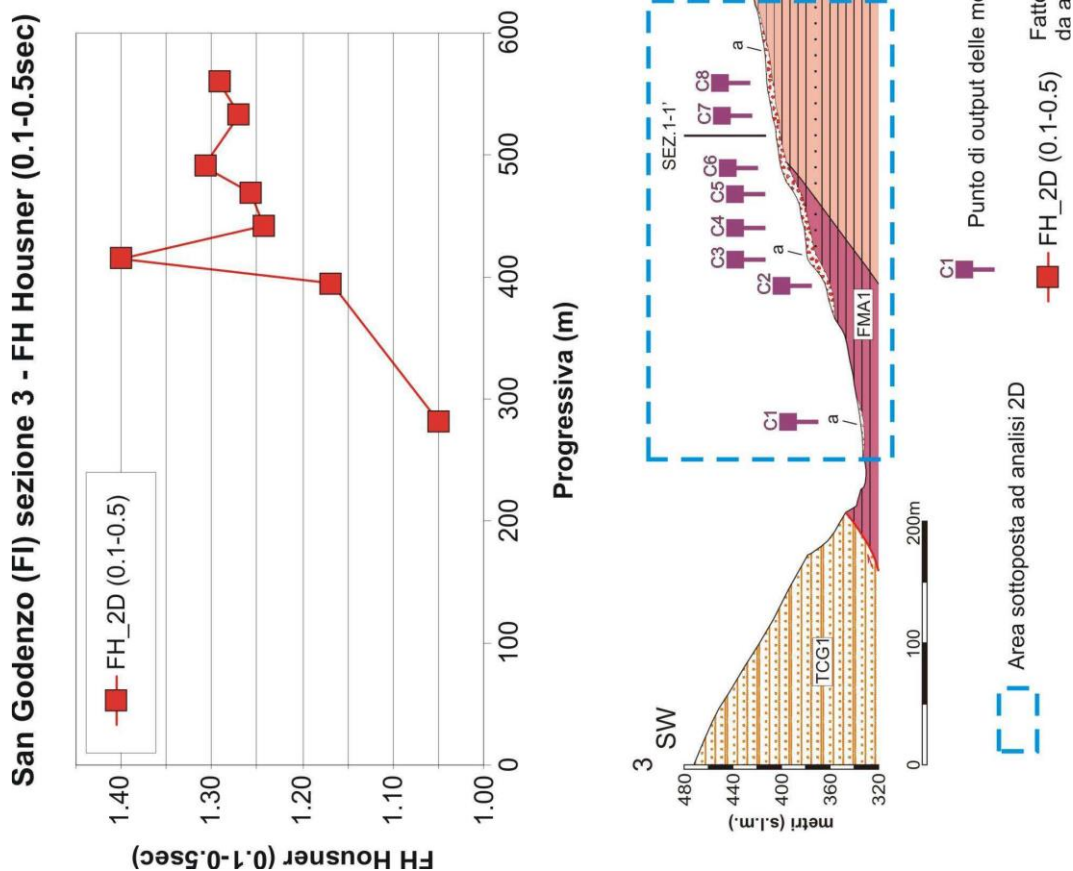 San Godenzo (FI) sezione 3 - FH Housner (0.1-0.5sec)
FH Housner (0.1-0.5sec)
1.40
1.30
1.20
1.10
1.00
FH_2D (0.1-0.5)
0
100
200
300
400
500
600
Progressiva (m)
3
SW
metri (s.l.m.)
480
440
400
360
320
TCG1
FMA1
a
a
a
C1
C2
C3
C4
C5
C6
SEZ.1-1'
C7
C8
0
100
200m
Area sottoposta ad analisi 2D
C1
Punto di output delle
FH_2D (0.1-0.5)
da